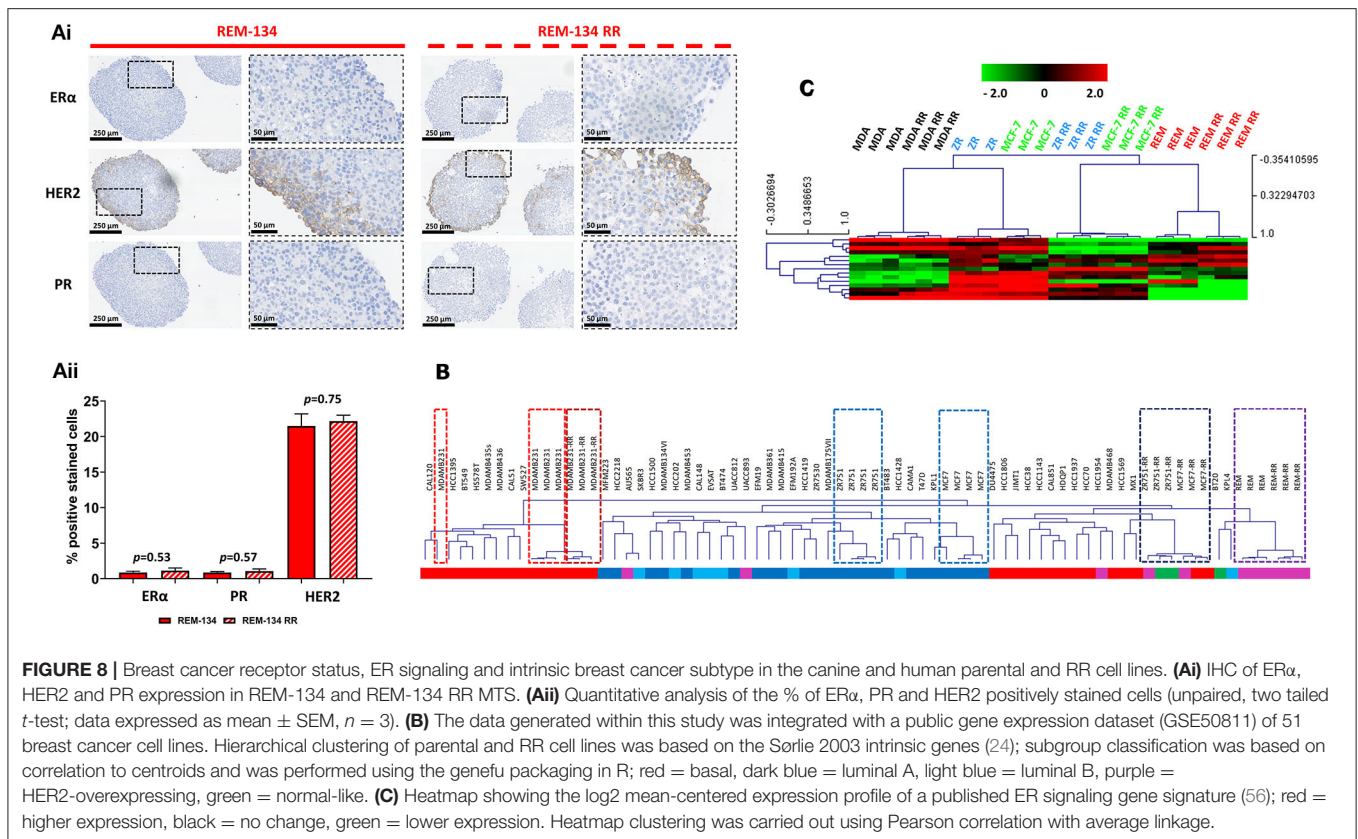 Ai
REM-134
REM-134 RR
ERα
250 µm
50 µm
250 µm
50 µm
HER2
250 µm
50 µm
250 µm
50 µm
PR
250 µm
50 µm
250 µm
50 µm
C
- 2.0 0 2.0
MDA MDA MDA MDA RR MDA RR MDA RR ZR ZR ZR MCF-7 MCF-7 MCF-7 ZR RR ZR RR ZR RR MCF-7 RR MCF-7 RR MCF-7 RR REM REM REM REM RR REM RR REM RR
-0.35410595
0.32294703
1.0
-0.3026694
0.3486653
1.0
Aii
% positive stained cells
25
20
15
10
5
0
p=0.53
p=0.57
p=0.75
ERα PR HER2
REM-134 REM-134 RR
B
CAL120 MDAMB231 HCC1395 BT549 HSS78T MDAMB435s MDAMB436 CAL51 SW527 MDAMB231 MDAMB231 MDAMB231 MDAMB231-RR MDAMB231-RR MDAMB231-RR MFM223 HCC2218 AU565 SKBR3 HCC1500 MDAMB134VI HCC202 MDAMB453 CAL148 EVSAT BT474 UACC812 UACC893 EFM19 MDAMB361 MDAMB415 EFM192A HCC1419 ZR7530 MDAMB175VII ZR751 ZR751 ZR751 ZR751 BT483 HCC1428 CAMA1 T47D KPL1 MCF7 MCF7 MCF7 MCF7 DU4475 HCC1806 JIMT1 HCC38 HCC1143 CAL851 HDQP1 HCC1937 HCC70 HCC1954 MDAMB468 HCC1569 MX1 ZR751-RR ZR751-RR ZR751-RR MCF7-RR MCF7-RR MCF7-RR BT20 KPL4 REM REM REM REM-RR REM-RR REM-RR
FIGURE 8 | Breast cancer receptor status, ER signaling and intrinsic breast cancer subtype in the canine and human parental and RR cell lines. (Ai) IHC of ERα,
HER2 and PR expression in REM-134 and REM-134 RR MTS. (Aii) Quantitative analysis of the % of ERα, PR and HER2 positively stained cells (unpaired, two tailed
t-test; data expressed as mean ± SEM, n = 3). (B) The data generated within this study was integrated with a public gene expression dataset (GSE50811) of 51
breast cancer cell lines. Hierarchical clustering of parental and RR cell lines was based on the Sørlie 2003 intrinsic genes (24); subgroup classification was based on
correlation to centroids and was performed using the genefu packaging in R; red = basal, dark blue = luminal A, light blue = luminal B, purple =
HER2-overexpressing, green = normal-like. (C) Heatmap showing the log2 mean-centered expression profile of a published ER signaling gene signature (56); red =
higher expression, black = no change, green = lower expression. Heatmap clustering was carried out using Pearson correlation with average linkage.